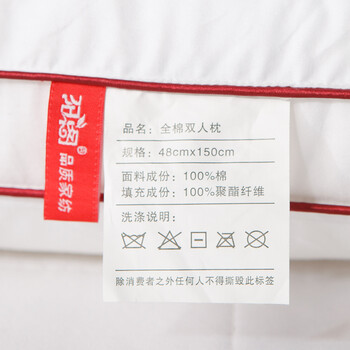 品质家纺
品名：全棉双人枕
规格：48cmx150cm
面料成份：100%棉
填充成份：100%聚酯纤维
洗涤说明：
除消费者之外任何人不得撕毁此标签